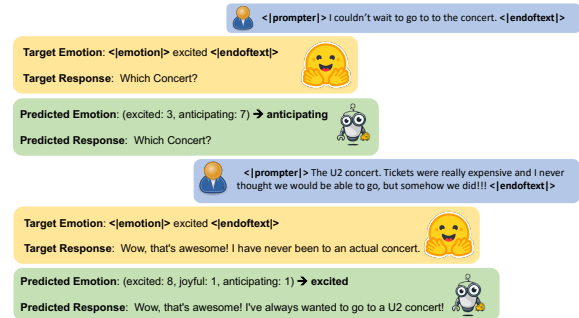 <|prompter|> I couldn't wait to go to to the concert. <|endoftext|>
Target Emotion: <|emotion|> excited <|endoftext|>
Target Response: Which Concert?
Predicted Emotion: (excited: 3, anticipating: 7) ➔ anticipating
Predicted Response: Which Concert?
<|prompter|> The U2 concert. Tickets were really expensive and I never
thought we would be able to go, but somehow we did!!! <|endoftext|>
Target Emotion: <|emotion|> excited <|endoftext|>
Target Response: Wow, that's awesome! I have never been to an actual concert.
Predicted Emotion: (excited: 8, joyful: 1, anticipating: 1) ➔ excited
Predicted Response: Wow, that's awesome! I've always wanted to go to a U2 concert!